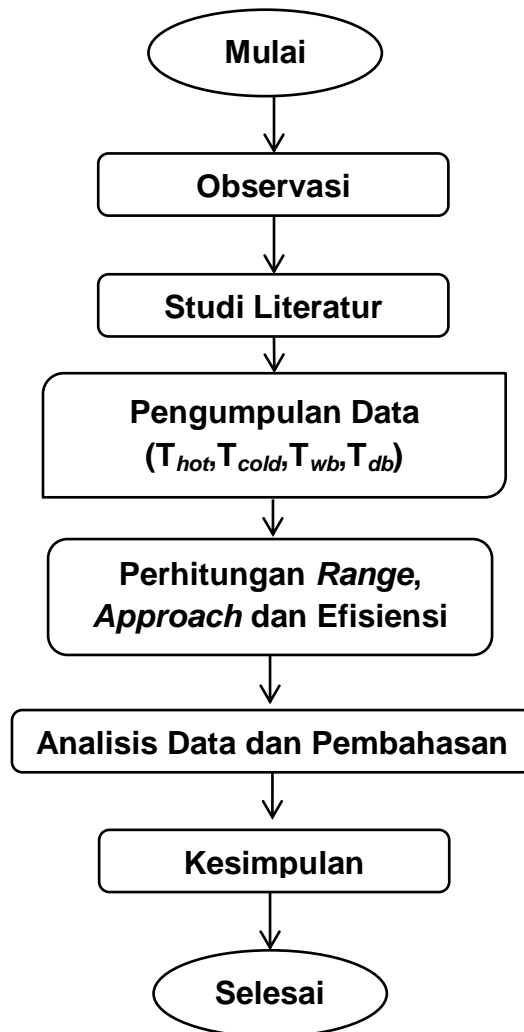 Mulai
Observasi
Studi Literatur
Pengumpulan Data
(Thot,Tcold,Twb,Tdb)
Perhitungan Range,
Approach dan Efisiensi
Analisis Data dan Pembahasan
Kesimpulan
Selesai